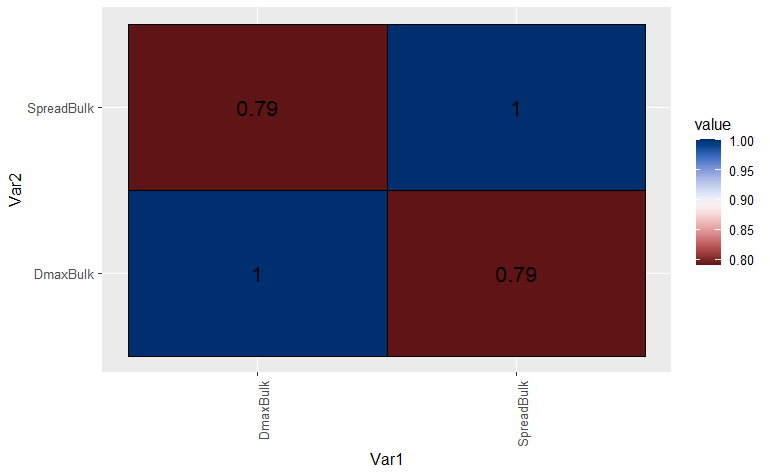 Var2
SpreadBulk
DmaxBulk
0.79
1
1
0.79
DmaxBulk
SpreadBulk
Var1
value
1.00
0.95
0.90
0.85
0.80